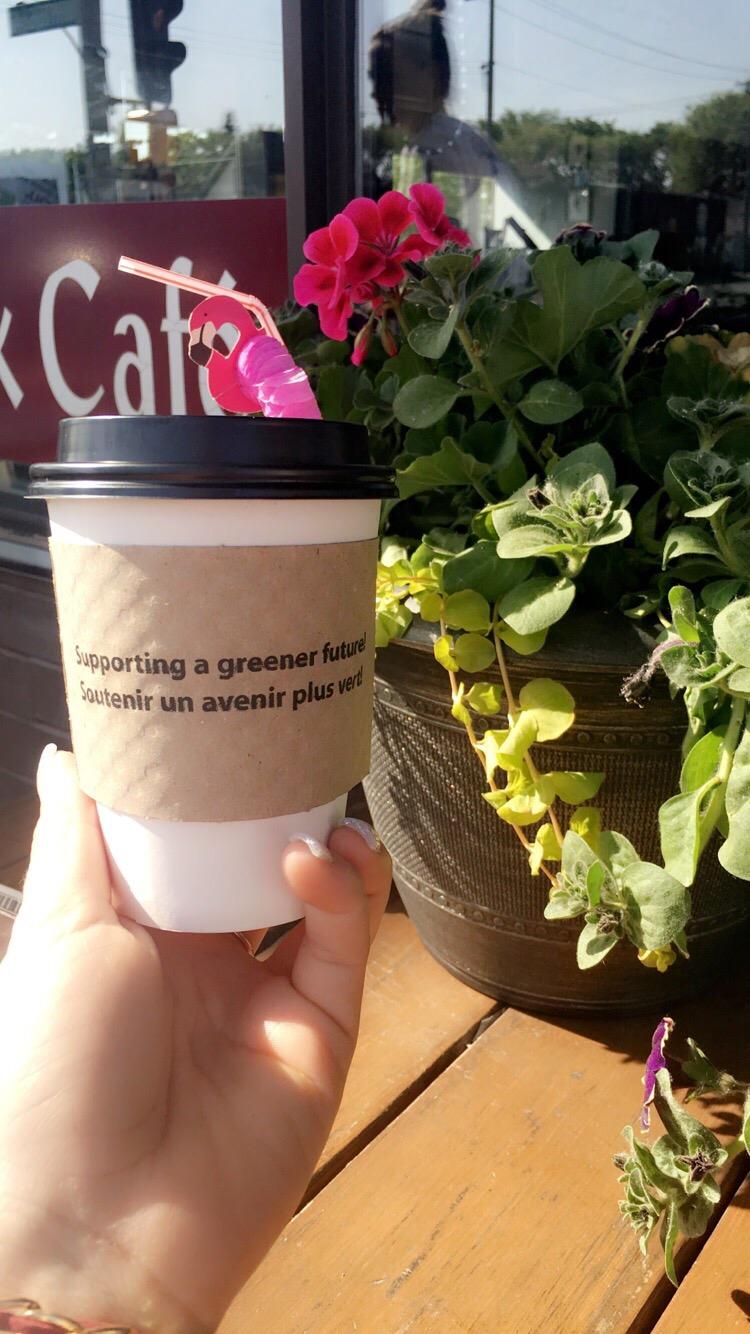 Café
Supporting a greener future!
Soutenir un avenir plus vert!